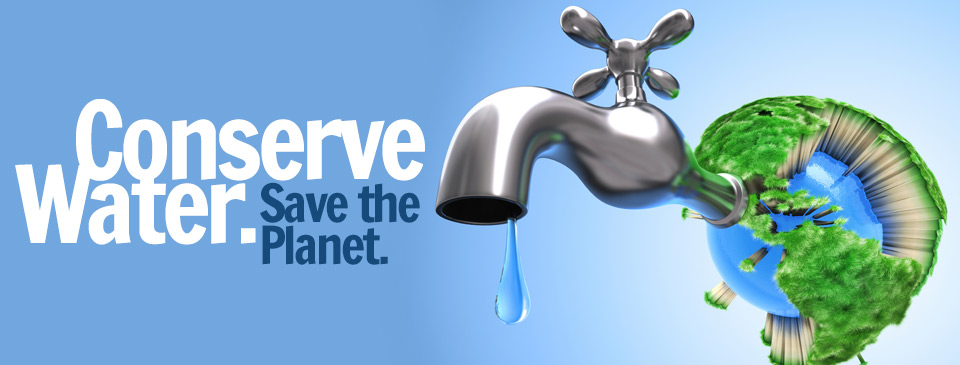 Conserve
Water.
Save the
Planet.